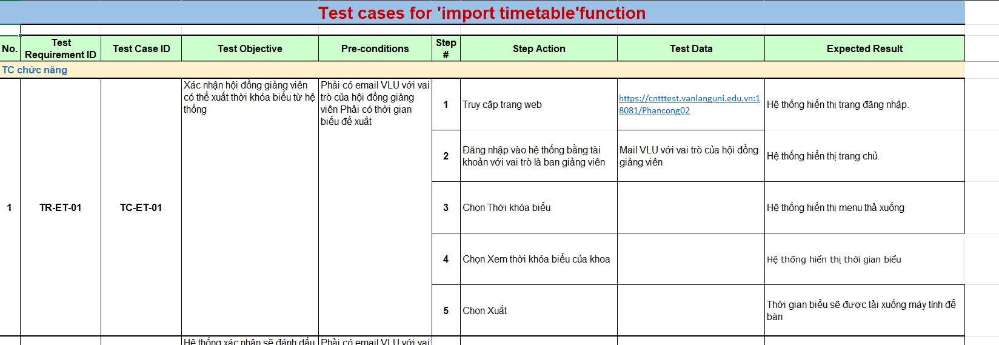 Test cases for 'import timetable'function
No.
Test
Requirement ID
Test Case ID
Test Objective
Pre-conditions
Step
#
Step Action
Test Data
Expected Result
TC chức năng
1
TR-ET-01
TC-ET-01
Xác nhận hội đồng giảng viên
có thể xuất thời khóa biểu từ hệ
thống
Phải có email VLU với vai
trò của hội đồng giảng
viên Phải có thời gian
biểu để xuất
1
Truy cập trang web
https://cntttest.vanlanguni.edu.vn:1
8081/Phancong02
Hệ thống hiển thị trang đăng nhập.
2
Đăng nhập vào hệ thống bằng tài
khoản với vai trò là ban giảng viên
Mail VLU với vai trò của hội đồng
giảng viên
Hệ thống hiển thị trang chủ.
3
Chọn Thời khóa biểu
Hệ thống hiển thị menu thả xuống
4
Chọn Xem thời khóa biểu của khoa
Hệ thống hiển thị thời gian biểu
5
Chọn Xuất
Thời gian biểu sẽ được tải xuống máy tính để
bàn
Hệ thống xác nhận sẽ đánh dấu
Phải có email VLU với vai